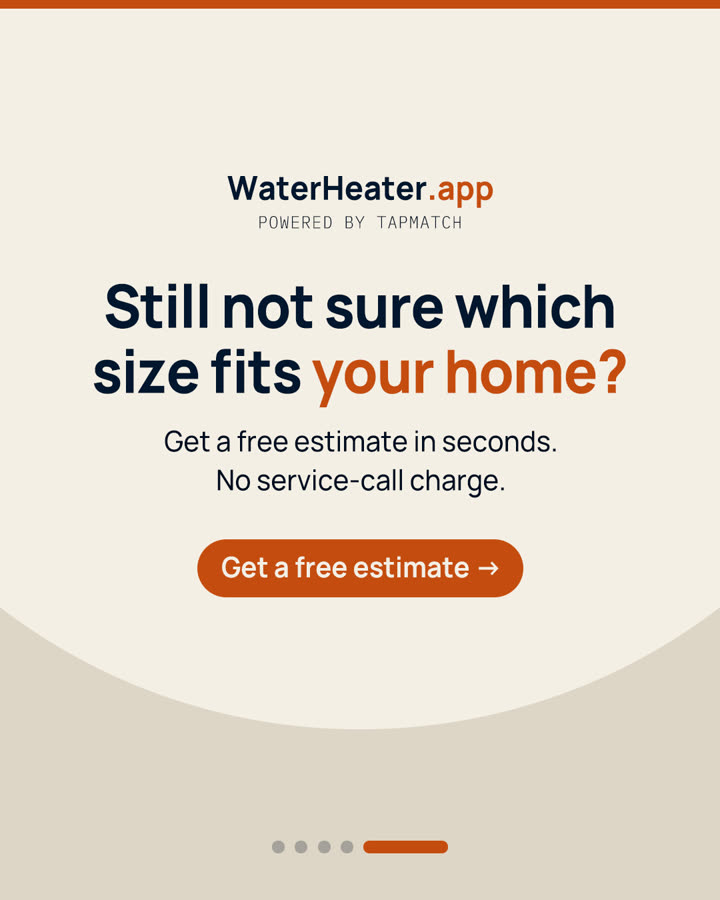 WaterHeater.app
POWERED BY TAPMATCH
Still not sure which
size fits your home?
Get a free estimate in seconds.
No service-call charge.
Get a free estimate →